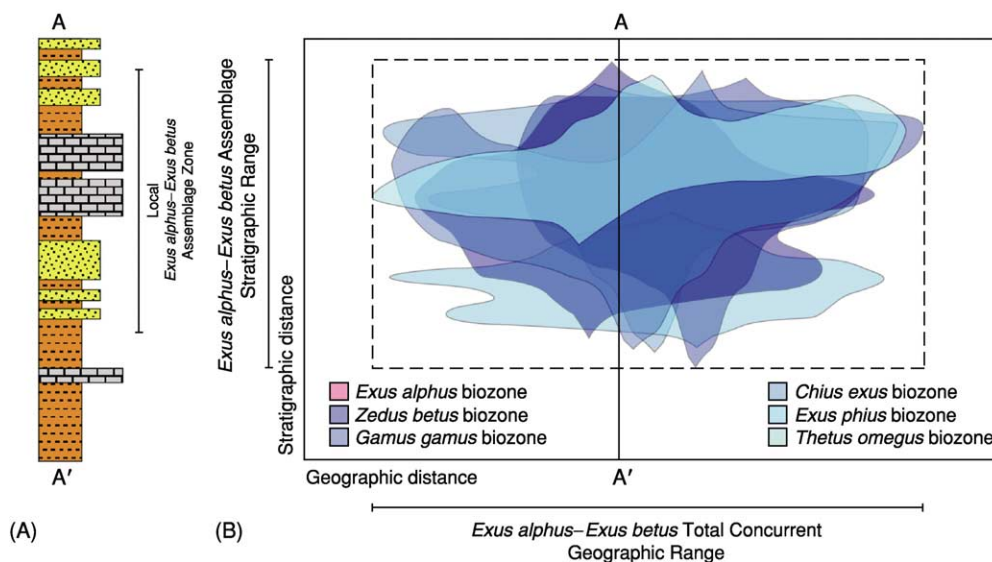 A
A
Local
Exus alphus–Exus betus
Assemblage Zone
Exus alphus–Exus betus Assemblage
Stratigraphic Range
Stratigraphic distance
Exus alphus biozone
Zedus betus biozone
Gamus gamus biozone
Chius exus biozone
Exus phius biozone
Thetus omegus biozone
A′
Geographic distance
A′
(A)
(B)
Exus alphus–Exus betus Total Concurrent
Geographic Range